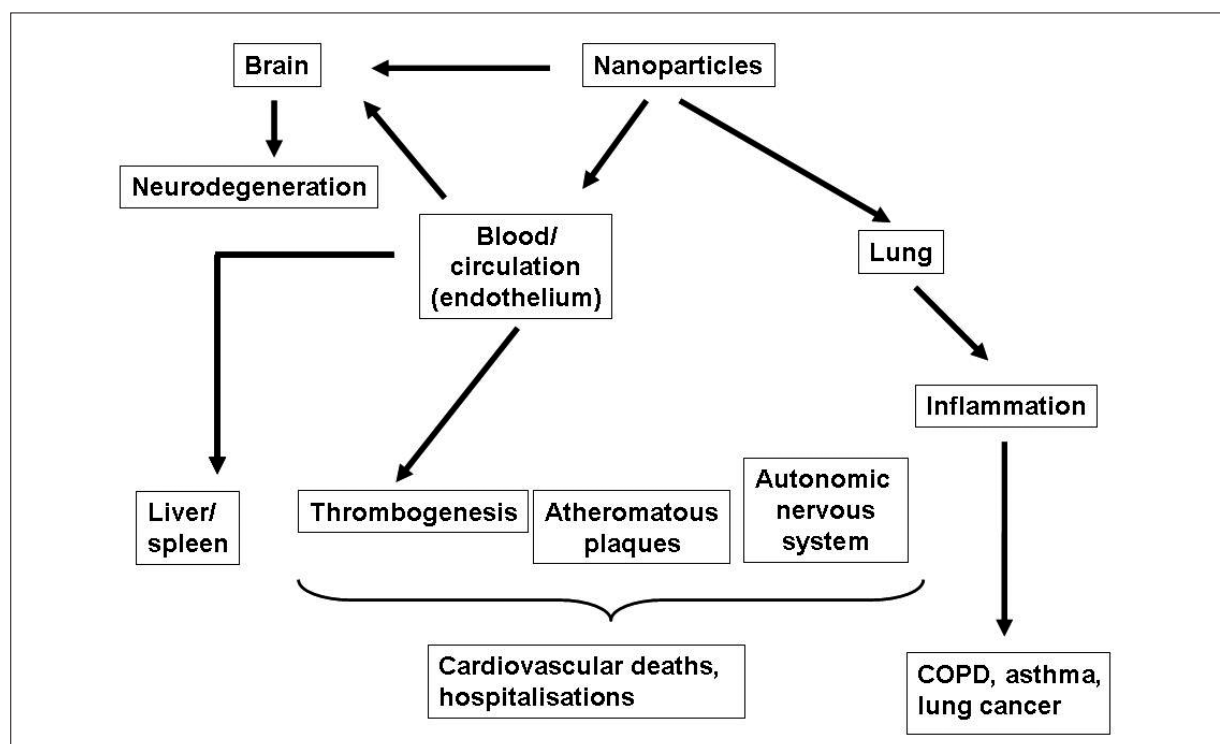 Brain
Nanoparticles
Neurodegeneration
Blood/
circulation
(endothelium)
Lung
Inflammation
Liver/
spleen
Thrombogenesis
Atheromatous
plaques
Autonomic
nervous
system
Cardiovascular deaths,
hospitalisations
COPD, asthma,
lung cancer